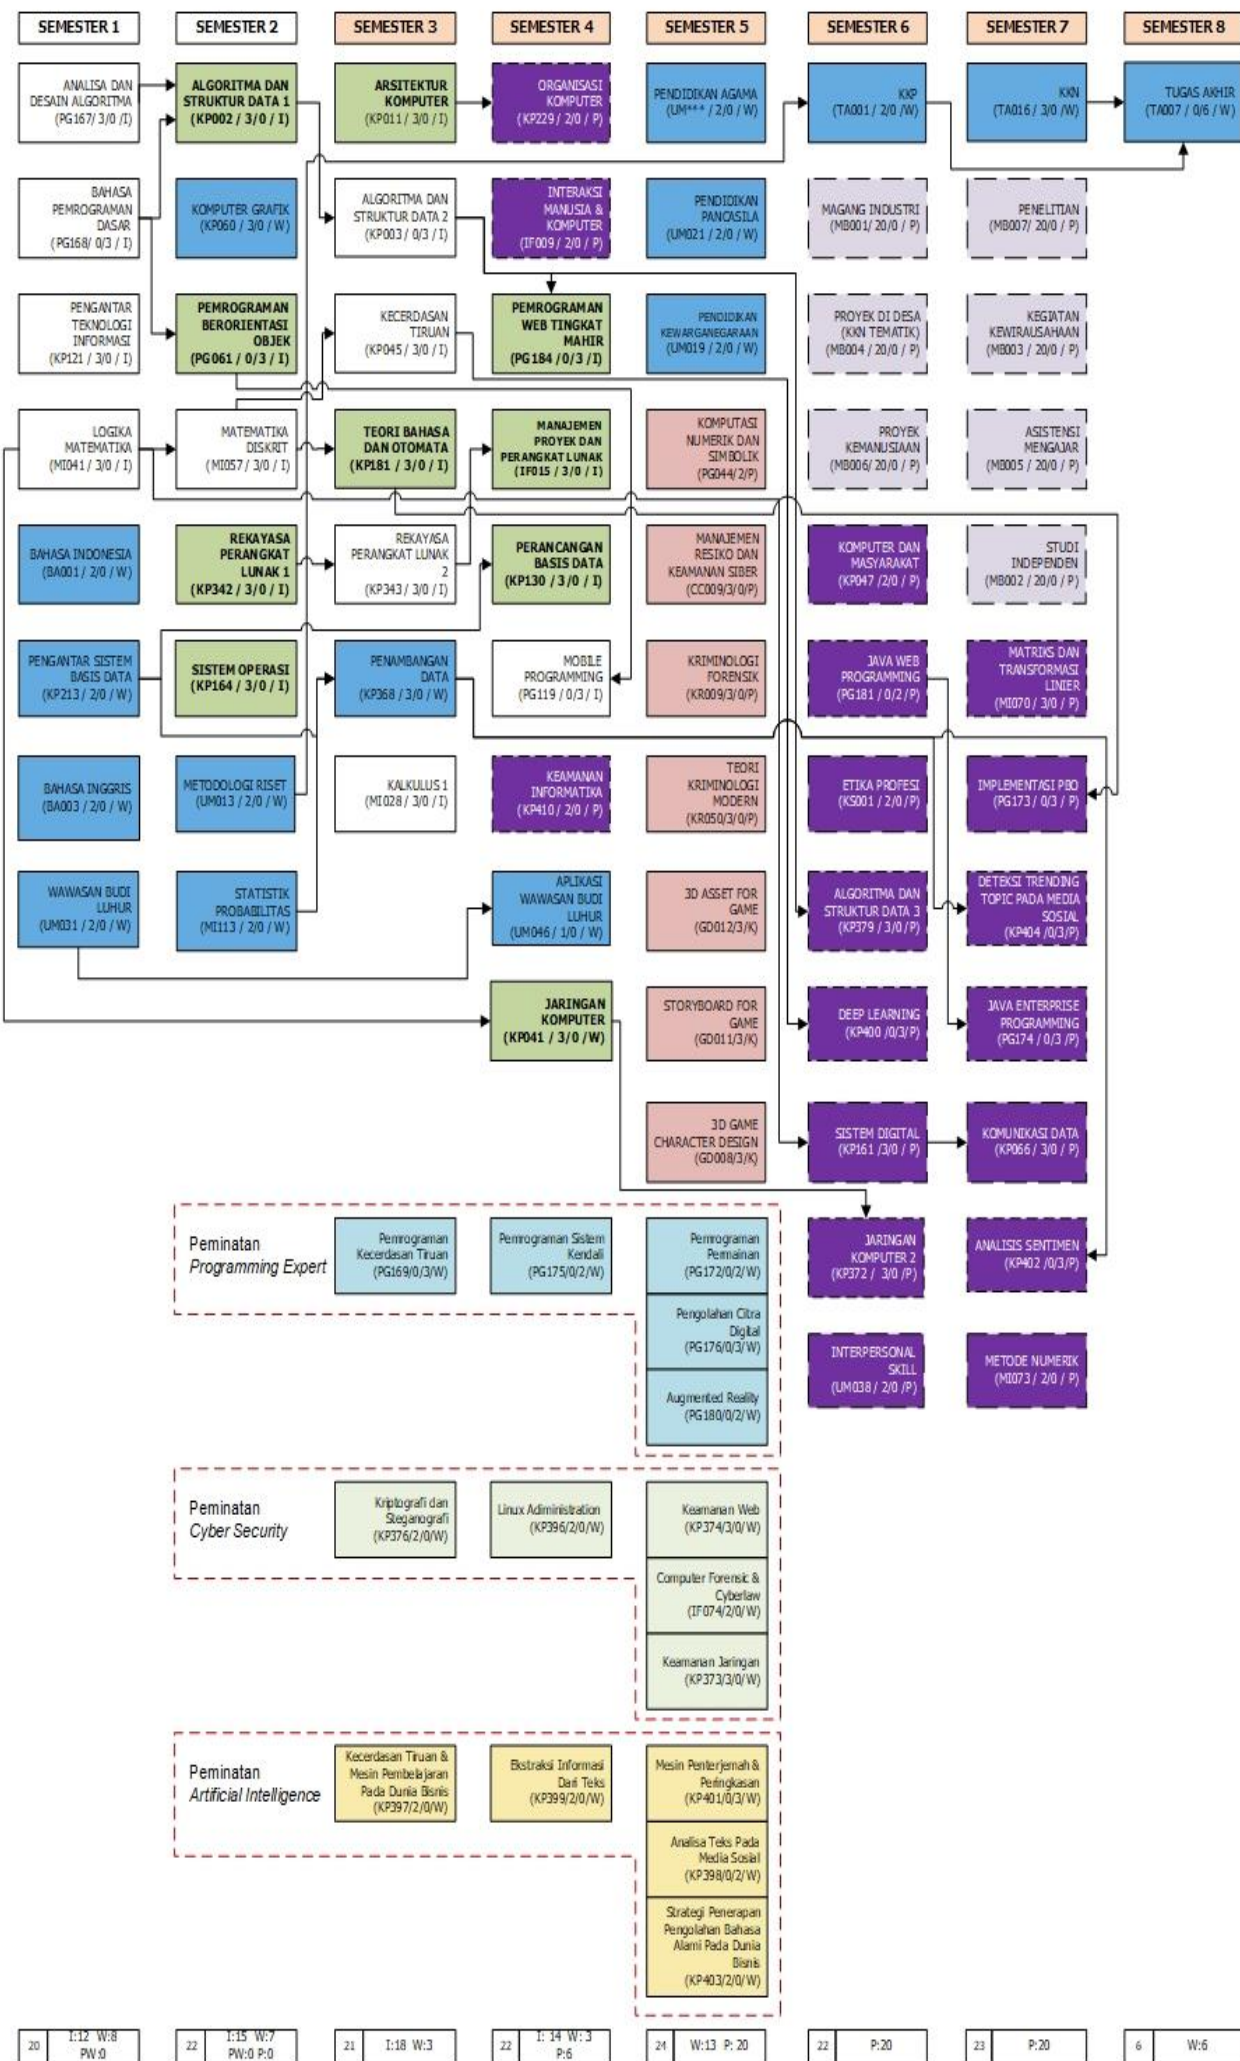 SEMESTER 1
SEMESTER 2
SEMESTER 3
SEMESTER 4
SEMESTER 5
SEMESTER 6
SEMESTER 7
SEMESTER 8
ANALISA DAN
DESAIN ALGORITMA
(PG167/ 3/0 /I)
ALGORITMA DAN
STRUKTUR DATA 1
(KP002 / 3/0 / I)
ARSITEKTUR
KOMPUTER
(KP011 / 3/0 / I)
ORGANISASI
KOMPUTER
(KP229 / 2/0 / P)
PENDIDIKAN AGAMA
(UM*** / 2/0 / W)
KKP
(TA001 / 2/0 /W)
KKN
(TA016 / 3/0 /W)
TUGAS AKHIR
(TA007 / 0/6 / W)
BAHASA
PEMROGRAMAN
DASAR
(PG168/ 0/3 / I)
KOMPUTER GRAFIK
(KP060 / 3/0 / W)
ALGORITMA DAN
STRUKTUR DATA 2
(KP003 / 0/3 / I)
INTERAKSI
MANUSIA &
KOMPUTER
(IF009 / 2/0 / P)
PENDIDIKAN
PANCASILA
(UM021 / 2/0 / W)
MAGANG INDUSTRI
(MB001/ 20/0 / P)
PENELITIAN
(MB007/ 20/0 / P)
PENGANTAR
TEKNOLOGI
INFORMASI
(KP121 / 3/0 / I)
PEMROGRAMAN
BERORIENTASI
OBJEK
(PG061 / 0/3 / I)
KECERDASAN
TIRUAN
(KP045 / 3/0 / I)
PEMROGRAMAN
WEB TINGKAT
MAHIR
(PG184 / 0/3 / I)
PENDIDIKAN
KEWARGANEGARAAN
(UM019 / 2/0 / W)
PROYEK DI DESA
(KKN TEMATIK)
(MB004 / 20/0 / P)
KEGIATAN
KEWIRAUSAHAAN
(MB003 / 20/0 / P)
LOGIKA
MATEMATIKA
(MI041 / 3/0 / I)
MATEMATIKA
DISKRIT
(MI057 / 3/0 / I)
TEORI BAHASA
DAN OTOMATA
(KP181 / 3/0 / I)
MANAJEMEN
PROYEK DAN
PERANGKAT LUNAK
(IF015 / 3/0 / I)
KOMPUTASI
NUMERIK DAN
SIMBOLIK
(PG044/2/P)
PROYEK
KEMANUSIAAN
(MB006/ 20/0 / P)
ASISTENSI
MENGAJAR
(MB005 / 20/0 / P)
BAHASA INDONESIA
(BA001 / 2/0 / W)
REKAYASA
PERANGKAT
LUNAK 1
(KP342 / 3/0 / I)
REKAYASA
PERANGKAT LUNAK
2
(KP343 / 3/0 / I)
PERANCANGAN
BASIS DATA
(KP130 / 3/0 / I)
MANAJEMEN
RESIKO DAN
KEAMANAN SIBER
(CC009/3/0/P)
KOMPUTER DAN
MASYARAKAT
(KP047 /2/0 / P)
STUDI
INDEPENDEN
(MB002 / 20/0 / P)
PENGANTAR SISTEM
BASIS DATA
(KP213 / 2/0 / W)
SISTEM OPERASI
(KP164 / 3/0 / I)
PENAMBANGAN
DATA
(KP368 / 3/0 / W)
MOBILE
PROGRAMMING
(PG119 / 0/3 / I)
KRIMINOLOGI
FORENSIK
(KR009/3/0/P)
JAVA WEB
PROGRAMMING
(PG181 / 0/2 / P)
MATRIKS DAN
TRANSFORMASI
LINIER
(MI070 / 3/0 / P)
BAHASA INGGRIS
(BA003 / 2/0 / W)
METODOLOGI RISET
(UM013 / 2/0 / W)
KALKULUS 1
(MI028 / 3/0 / I)
KEAMANAN
INFORMATIKA
(KP410 / 2/0 / P)
TEORI
KRIMINOLOGI
MODERN
(KR050/3/0/P)
ETIKA PROFESI
(KS001 / 2/0 / P)
IMPLEMENTASI PBO
(PG173 / 0/3 / P)
WAWASAN BUDI
LUHUR
(UM031 / 2/0 / W)
STATISTIK
PROBABILITAS
(MI113 / 2/0 / W)
APLIKASI
WAWASAN BUDI
LUHUR
(UM046 / 1/0 / W)
3D ASSET FOR
GAME
(GD012/3/K)
ALGORITMA DAN
STRUKTUR DATA 3
(KP379 / 3/0 / P)
DETEKSI TRENDING
TOPIC PADA MEDIA
SOSIAL
(KP404 /0/3/P)
JARINGAN
KOMPUTER
(KP041 / 3/0 /W)
STORYBOARD FOR
GAME
(GD011/3/K)
DEEP LEARNING
(KP400 /0/3/P)
JAVA ENTERPRISE
PROGRAMMING
(PG174 / 0/3 /P)
3D GAME
CHARACTER DESIGN
(GD008/3/K)
SISTEM DIGITAL
(KP161 /3/0 / P)
KOMUNIKASI DATA
(KP066 / 3/0 / P)
Peminatan
Programming Expert
Pemrograman
Kecerdasan Tiruan
(PG169/0/3/W)
Pemrograman Sistem
Kendali
(PG175/0/2/W)
Pemrograman
Permainan
(PG172/0/2/W)
JARINGAN
KOMPUTER 2
(KP372 / 3/0 /P)
ANALISIS SENTIMEN
(KP402 /0/3/P)
Pengolahan Citra
Digital
(PG176/0/3/W)
INTERPERSONAL
SKILL
(UM038 / 2/0 /P)
METODE NUMERIK
(MI073 / 2/0 / P)
Augmented Reality
(PG180/0/2/W)
Peminatan
Cyber Security
Kriptografi dan
Steganografi
(KP376/2/0/W)
Linux Adiministration
(KP396/2/0/W)
Keamanan Web
(KP374/3/0/W)
Computer Forensic &
Cyberlaw
(IF074/2/0/W)
Keamanan Jaringan
(KP373/3/0/W)
Peminatan
Artificial Intelligence
Kecerdasan Tiruan &
Mesin Pembelajaran
Pada Dunia Bisnis
(KP397/2/0/W)
Ekstraksi Informasi
Dari Teks
(KP399/2/0/W)
Mesin Penterjemah &
Peringkasan
(KP401/0/3/W)
Analisa Teks Pada
Media Sosial
(KP398/0/2/W)
Strategi Penerapan
Pengolahan Bahasa
Alami Pada Dunia
Bisnis
(KP403/2/0/W)
20
I:12 W:8
PW:0
22
I:15 W:7
PW:0 P:0
21
I:18 W:3
22
I: 14 W: 3
P:6
24
W:13 P: 20
22
P:20
23
P:20
6
W:6